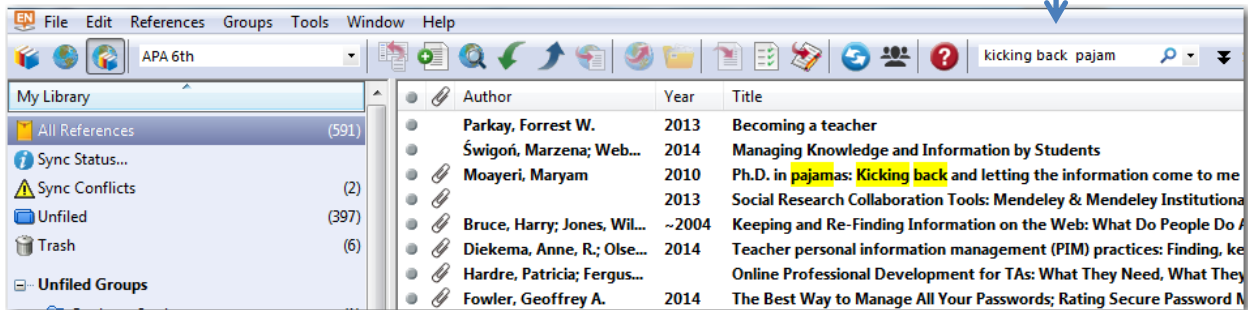 EN File Edit References Groups Tools Window Help
APA 6th kicking back pajam
My Library Author Year Title
All References (591) Parkay, Forrest W. 2013 Becoming a teacher
Sync Status... Świgoń, Marzena; Web... 2014 Managing Knowledge and Information by Students
Sync Conflicts (2) Moayeri, Maryam 2010 Ph.D. in pajamas: Kicking back and letting the information come to me
2013 Social Research Collaboration Tools: Mendeley & Mendeley Institutiona
Unfiled (397) Bruce, Harry; Jones, Wil... ~2004 Keeping and Re-Finding Information on the Web: What Do People Do
Trash (6) Diekema, Anne, R.; Olse... 2014 Teacher personal information management (PIM) practices: Finding, ke
Unfiled Groups Hardre, Patricia; Fergus... Online Professional Development for TAs: What They Need, What They
Fowler, Geoffrey A. 2014 The Best Way to Manage All Your Passwords; Rating Secure Password